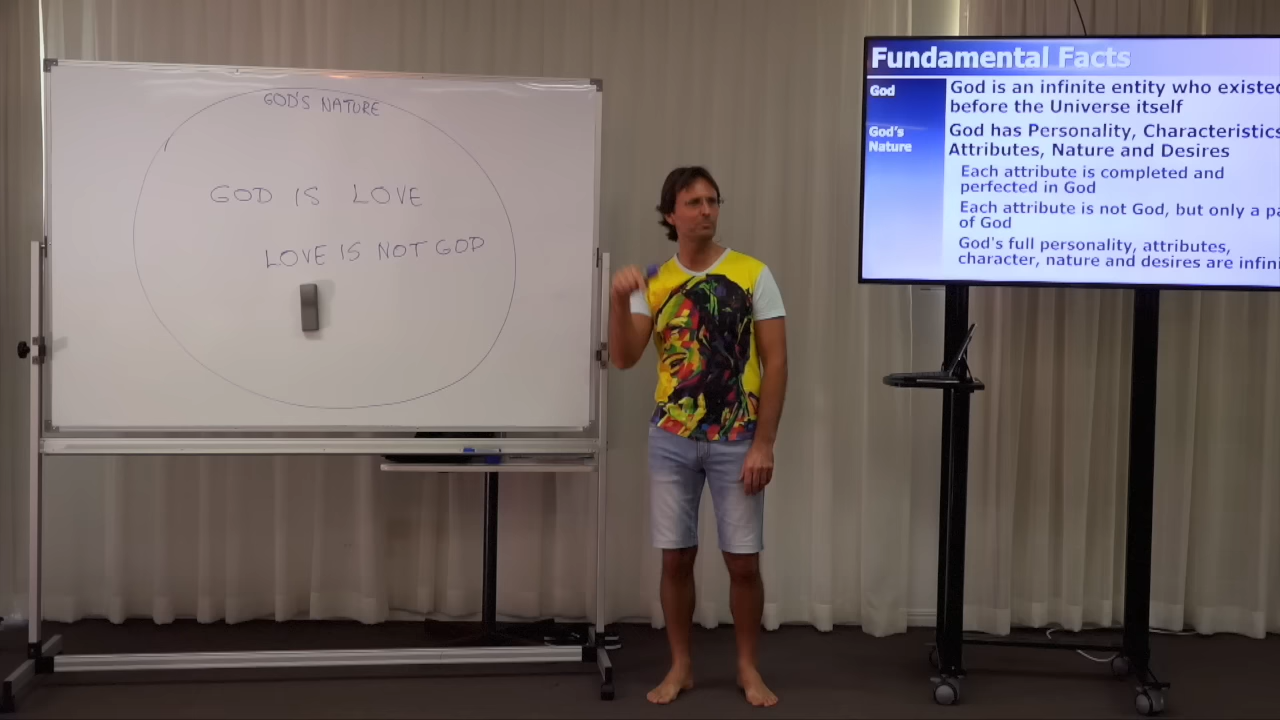 GOD'S NATURE
GOD IS LOVE
LOVE IS NOT GOD
Fundamental Facts
God
God is an infinite entity who existed
before the Universe itself
God's
Nature
God has Personality, Characteristics
Attributes, Nature and Desires
Each attribute is completed and
perfected in God
Each attribute is not God, but only a
of God
God's full personality, attributes,
character, nature and desires are